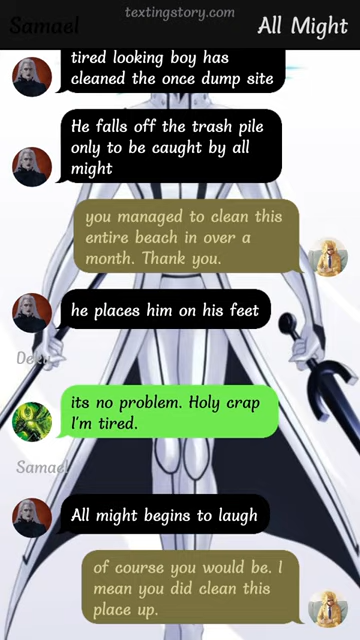 textingstory.com
Samael
All Might
tired looking boy has
cleaned the once dump site
He falls off the trash pile
only to be caught by all
might
you managed to clean this
entire beach in over a
month. Thank you.
he places him on his feet
Deku
its no problem. Holy crap
I'm tired.
Samael
All might begins to laugh
of course you would be. I
mean you did clean this
place up.